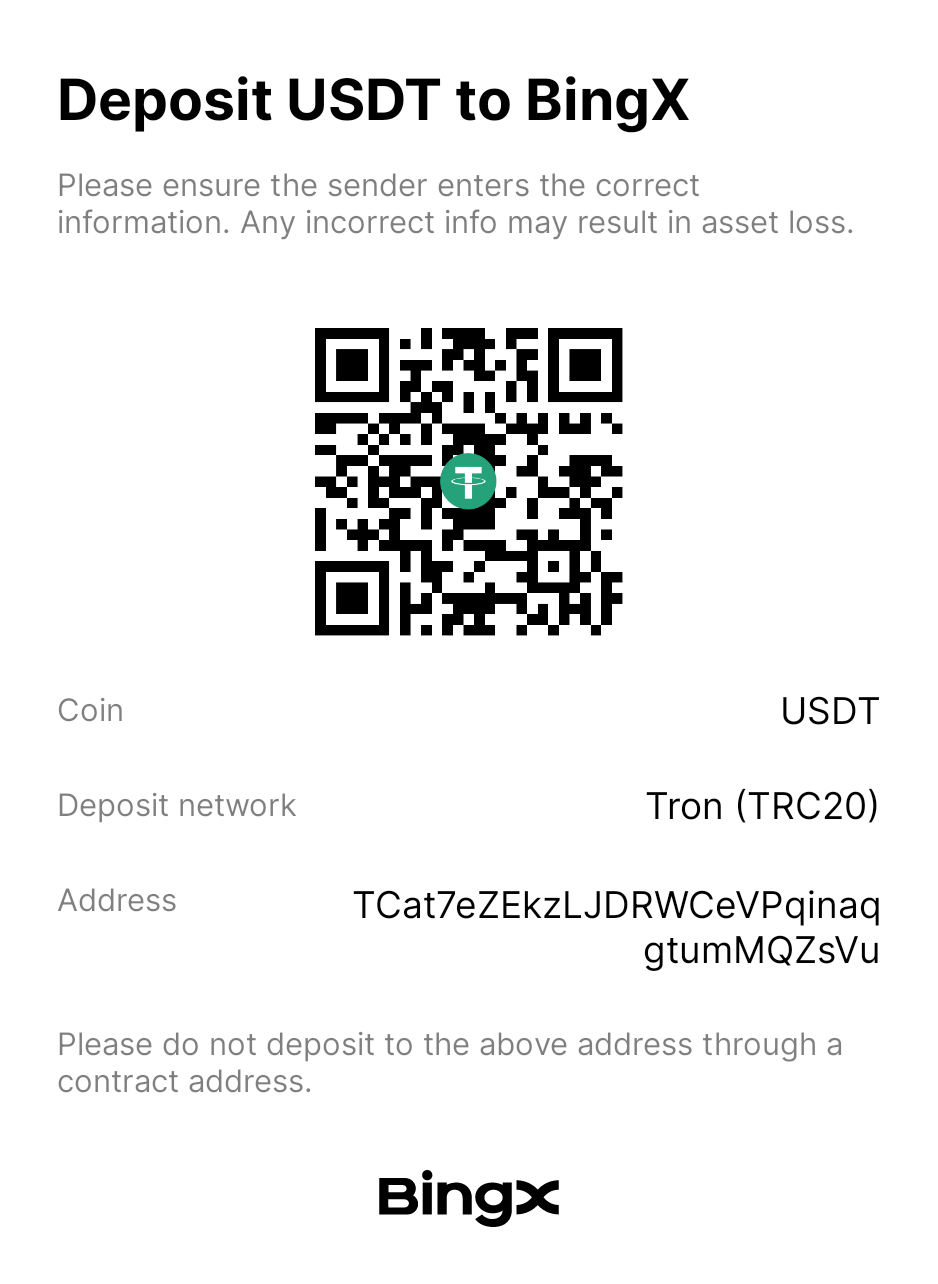 Deposit USDT to BingX
Please ensure the sender enters the correct
information. Any incorrect info may result in asset loss.
Coin
USDT
Deposit network
Tron (TRC20)
Address
TCat7eZEkzLJDRWCeVPqinaq
gtumMQZsVu
Please do not deposit to the above address through a
contract address.
BingX